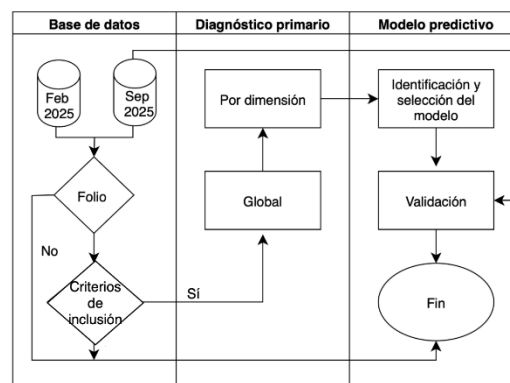 Base de datos
Diagnóstico primario
Modelo predictivo
Feb
2025
Sep
2025
Por dimensión
Identificación y
selección del
modelo
Folio
Global
Validación
No
Criterios
de
inclusión
Sí
Fin